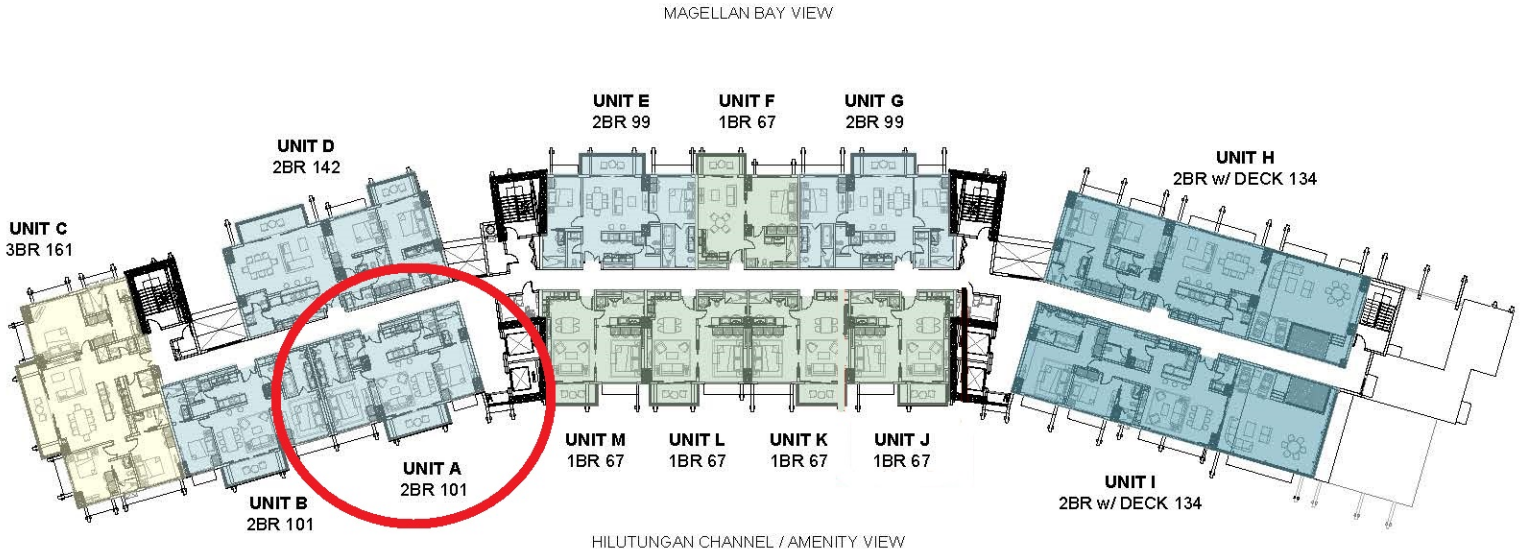 MAGELLAN BAY VIEW
UNIT E
2BR 99
UNIT F
1BR 67
UNIT G
2BR 99
UNIT D
2BR 142
UNIT H
2BR w/ DECK 134
UNIT C
3BR 161
UNIT M
1BR 67
UNIT L
1BR 67
UNIT K
1BR 67
UNIT J
1BR 67
UNIT A
2BR 101
UNIT B
2BR 101
UNIT I
2BR w/ DECK 134
HILUTUNGAN CHANNEL / AMENITY VIEW